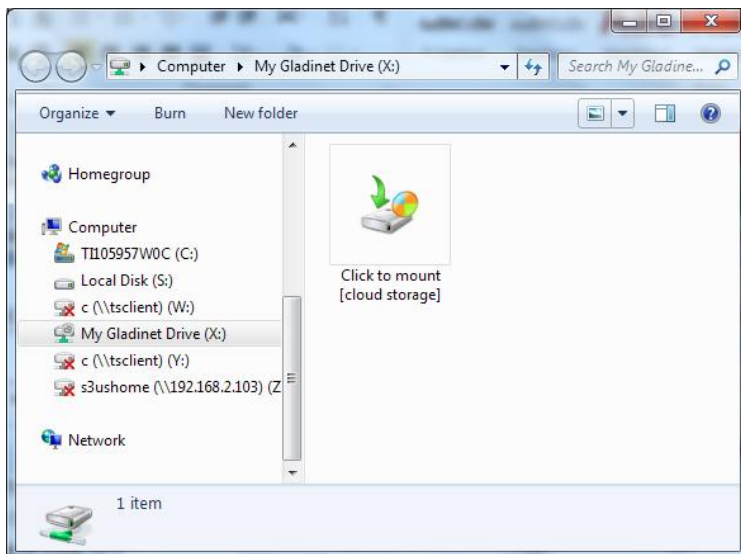 Computer ▸ My Gladinet Drive (X:)
Search My Gladine...
Organize
Burn
New folder
Homegroup
Computer
TI105957W0C (C:)
Local Disk (S:)
c (\\tsclient) (W:)
My Gladinet Drive (X:)
c (\\tsclient) (Y:)
s3ushome (\\192.168.2.103) (Z
Network
Click to mount
[cloud storage]
1 item